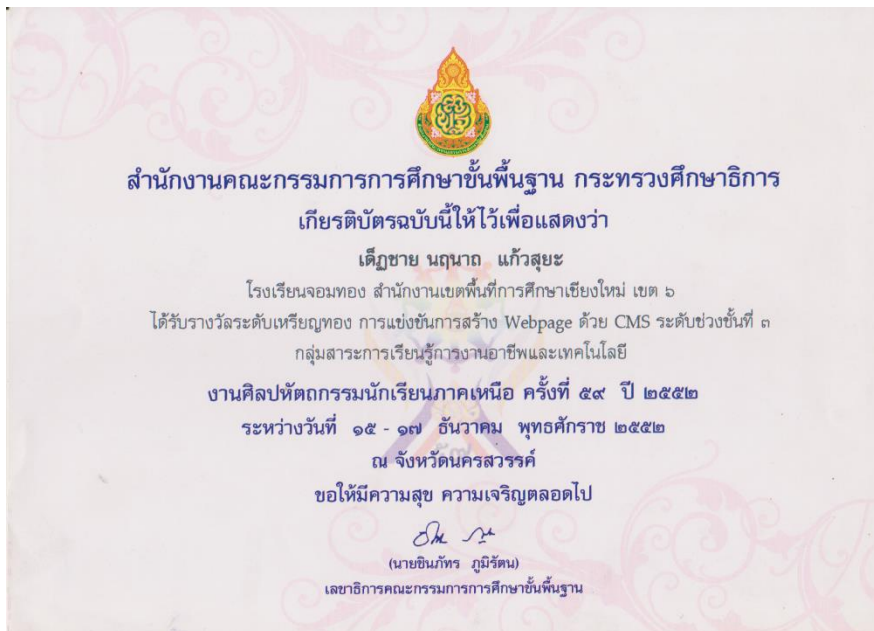 สำนักงานคณะกรรมการการศึกษาขั้นพื้นฐาน กระทรวงศึกษาธิการ
เกียรติบัตรฉบับนี้ให้ไว้เพื่อแสดงว่า
เด็กชาย นฤนาถ แก้วสุยะ
โรงเรียนจอมทอง สำนักงานเขตพื้นที่การศึกษาเชียงใหม่ เขต ๖
ได้รับรางวัลระดับเหรียญทอง การแข่งขันการสร้าง Webpage ด้วย CMS ระดับช่วงชั้นที่ ๓
กลุ่มสาระการเรียนรู้การงานอาชีพและเทคโนโลยี
งานศิลปหัตถกรรมนักเรียนภาคเหนือ ครั้งที่ ๕๙ ปี ๒๕๕๒
ระหว่างวันที่ ๑๕ - ๑๗ ธันวาคม พุทธศักราช ๒๕๕๒
ณ จังหวัดนครสวรรค์
ขอให้มีความสุข ความเจริญตลอดไป
(นายชินภัทร ภูมิรัตน)
เลขาธิการคณะกรรมการการศึกษาขั้นพื้นฐาน